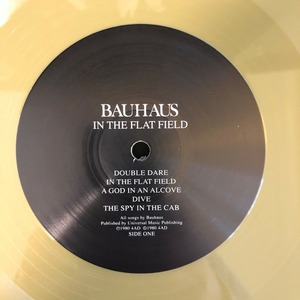 BAUHAUS
IN THE FLAT FIELD
DOUBLE DARE
IN THE FLAT FIELD
A GOD IN AN ALCOVE
DIVE
THE SPY IN THE CAB
All songs by Bauhaus
Published by Universal Music Publishing
℗1980 4AD ©1980 4AD
SIDE ONE